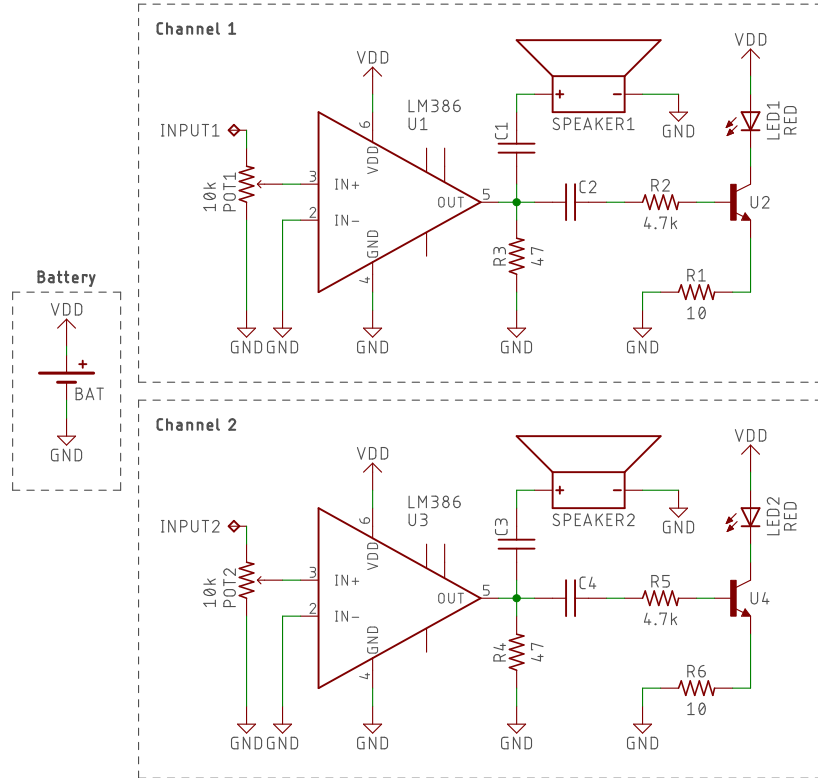 Channel 1
VDD
VDD
LM386
U1
INPUT1
10k
POT1
6
VDD
3
IN+
2
IN-
OUT
5
GND
4
C1
+
-
SPEAKER1
GND
LED1
RED
C2
R2
4.7k
U2
R3
47
R1
10
GND
GND
GND
GND
GND
Battery
VDD
+
BAT
GND
Channel 2
VDD
VDD
LM386
U3
INPUT2
10k
POT2
6
VDD
3
IN+
2
IN-
OUT
5
GND
4
C3
+
-
SPEAKER2
GND
LED2
RED
C4
R5
4.7k
U4
R4
47
R6
10
GND
GND
GND
GND
GND